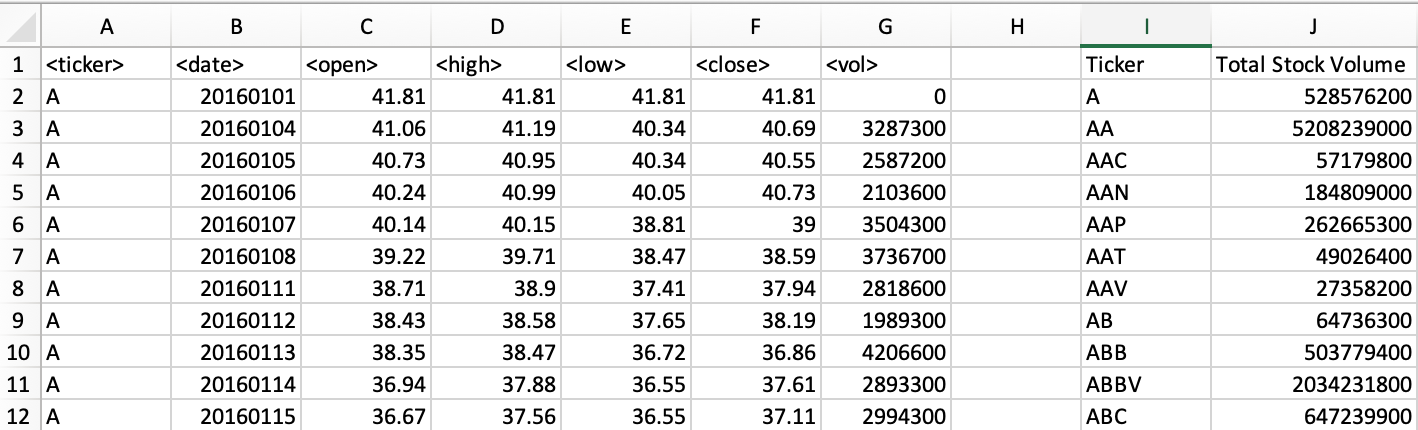 A B C D E F G H I J
1 <ticker> <date> <open> <high> <low> <close> <vol> Ticker Total Stock Volume
2 A 20160101 41.81 41.81 41.81 41.81 0 A 528576200
3 A 20160104 41.06 41.19 40.34 40.69 3287300 AA 5208239000
4 A 20160105 40.73 40.95 40.34 40.55 2587200 AAC 57179800
5 A 20160106 40.24 40.99 40.05 40.73 2103600 AAN 184809000
6 A 20160107 40.14 40.15 38.81 39 3504300 AAP 262665300
7 A 20160108 39.22 39.71 38.47 38.59 3736700 AAT 49026400
8 A 20160111 38.71 38.9 37.41 37.94 2818600 AAV 27358200
9 A 20160112 38.43 38.58 37.65 38.19 1989300 AB 64736300
10 A 20160113 38.35 38.47 36.72 36.86 4206600 ABB 503779400
11 A 20160114 36.94 37.88 36.55 37.61 2893300 ABBV 2034231800
12 A 20160115 36.67 37.56 36.55 37.11 2994300 ABC 647239900